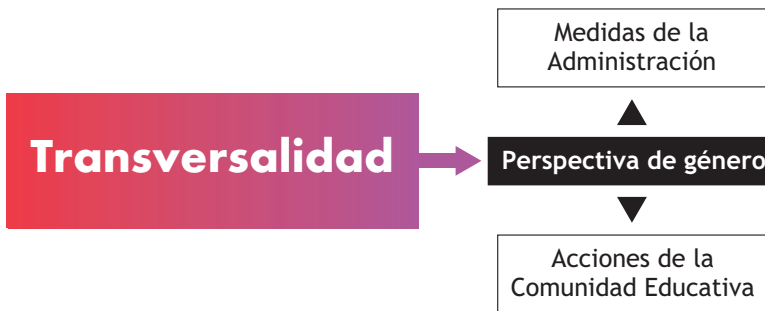 Medidas de la
Administración
Transversalidad
Perspectiva de género
Acciones de la
Comunidad Educativa